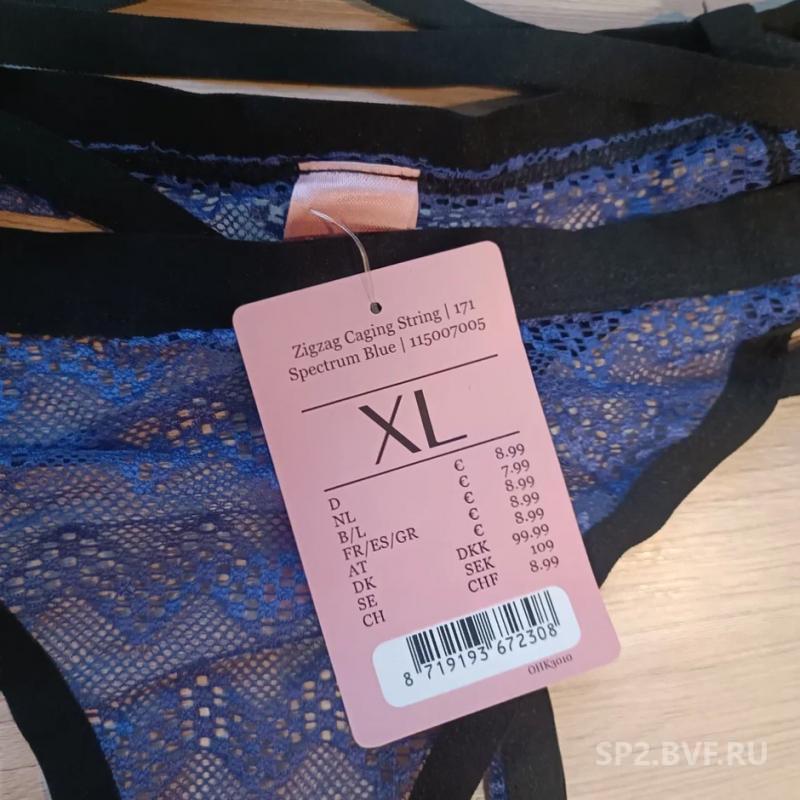 Zigzag Caging String | 171
Spectrum Blue | 115007005
XL
D € 8.99
NL € 7.99
B/L € 8.99
FR/ES/GR € 8.99
AT € 8.99
DK DKK 99.99
SE SEK 109
CH CHF 8.99
8 719193 672308
OHK3010
SP2.BVF.RU